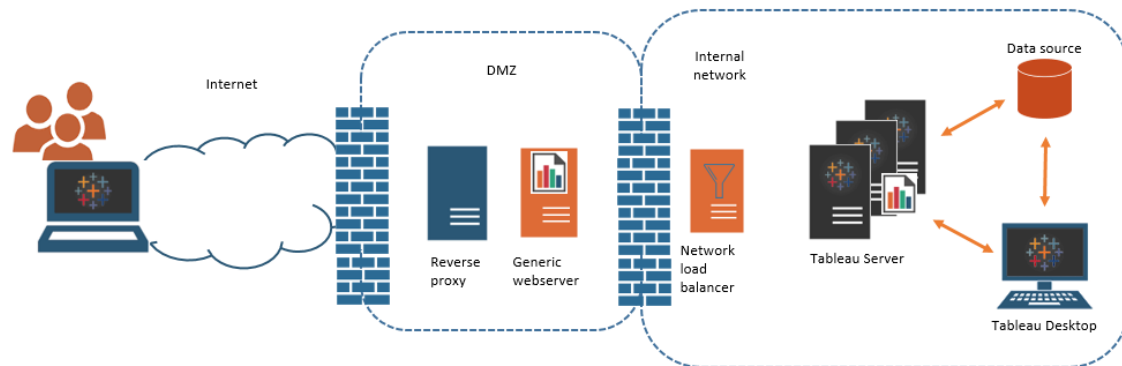 Internet
DMZ
Internal
network
Data source
Reverse
proxy
Generic
webserver
Network
load
balancer
Tableau Server
Tableau Desktop